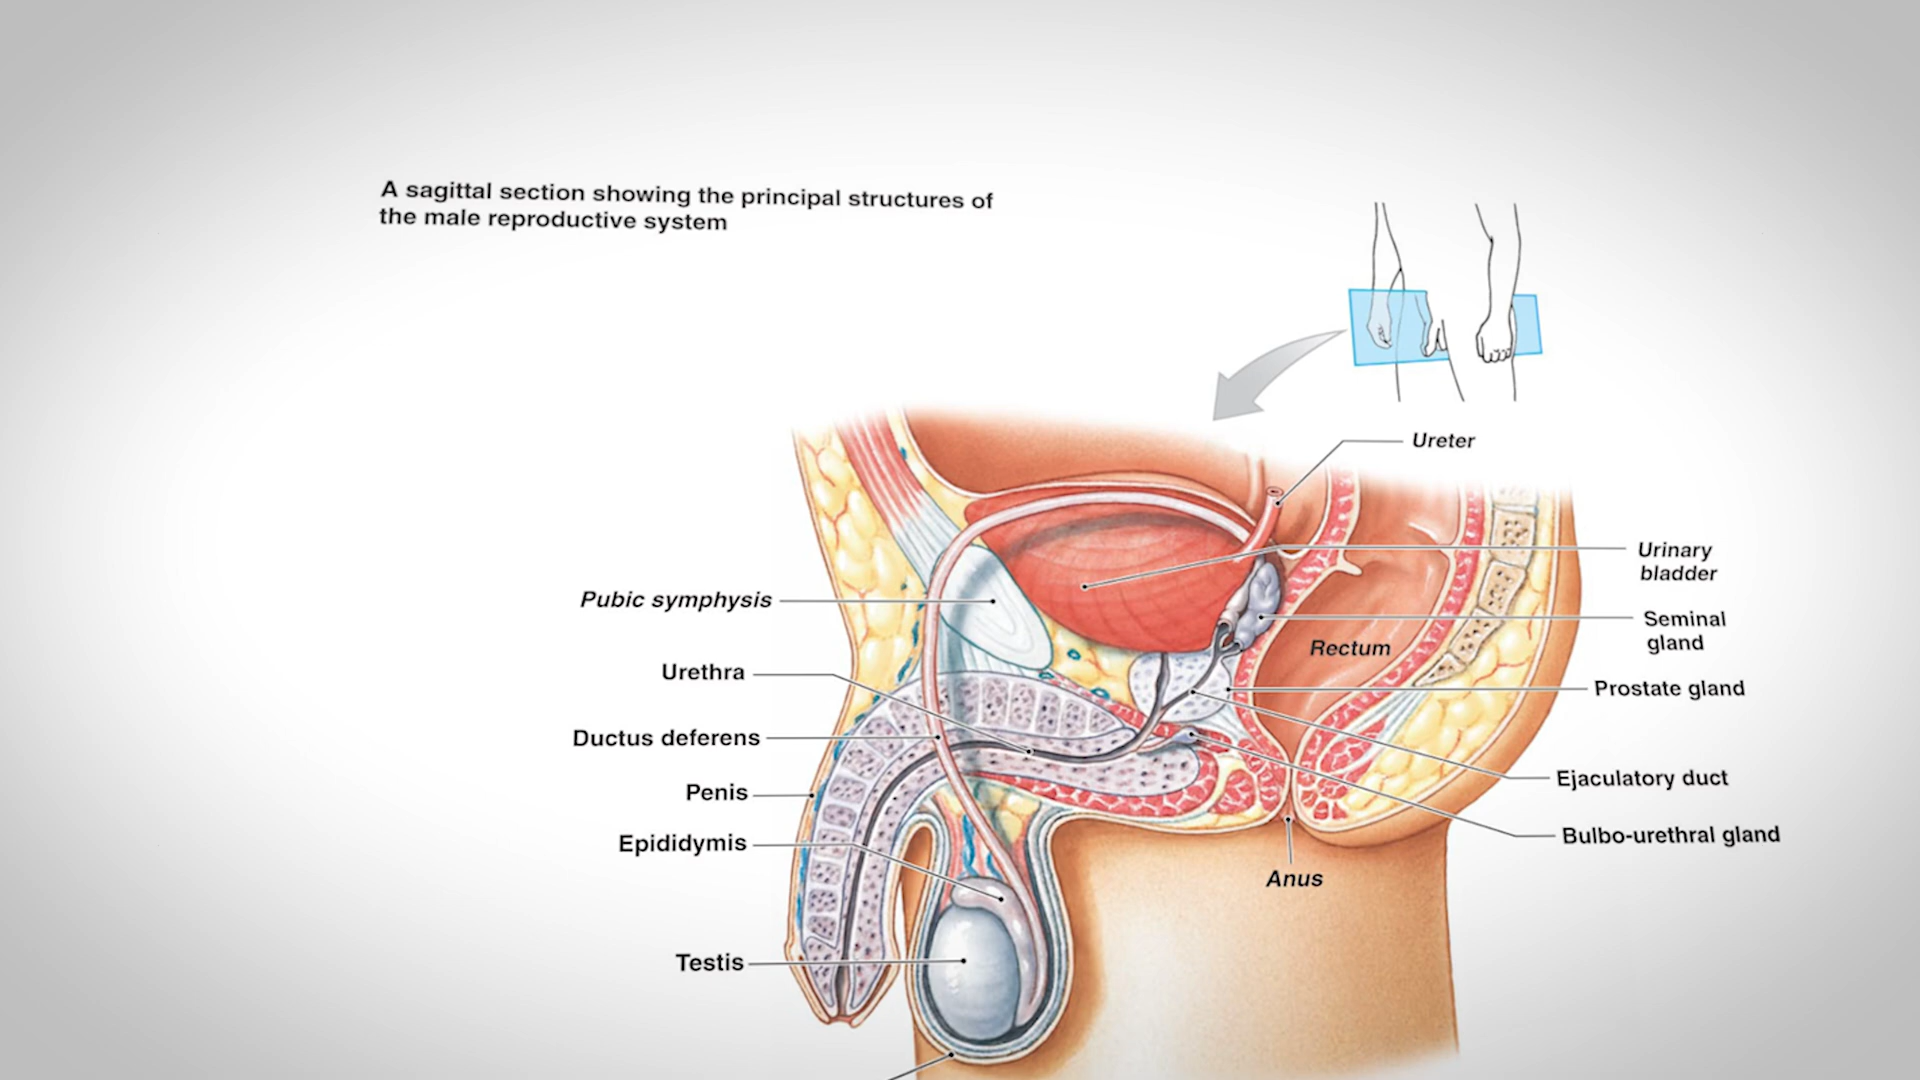 A sagittal section showing the principal structures of
the male reproductive system
Ureter
Urinary
bladder
Pubic symphysis
Seminal
gland
Rectum
Urethra
Prostate gland
Ductus deferens
Ejaculatory duct
Penis
Bulbo-urethral gland
Epididymis
Anus
Testis